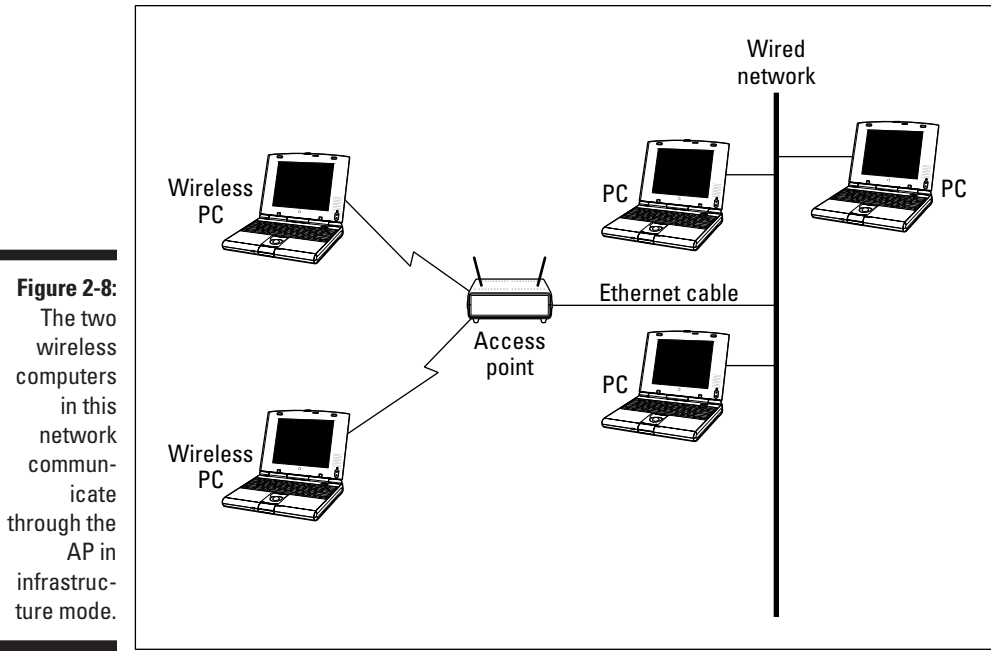 Figure 2-8:
The two
wireless
computers
in this
network
commun-
icate
through the
AP in
infrastruc-
ture mode.
Wired
network
Wireless
PC
PC
PC
Ethernet cable
Access
point
PC
Wireless
PC